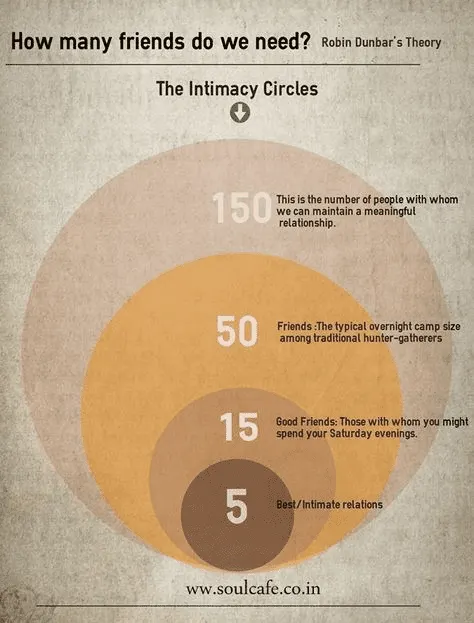 How many friends do we need? Robin Dunbar's Theory
The Intimacy Circles
150
This is the number of people with whom
we can maintain a meaningful
relationship.
50
Friends :The typical overnight camp size
among traditional hunter-gatherers
15
Good Friends: Those with whom you might
spend your Saturday evenings.
5
Best/Intimate relations
ww.soulcafe.co.in